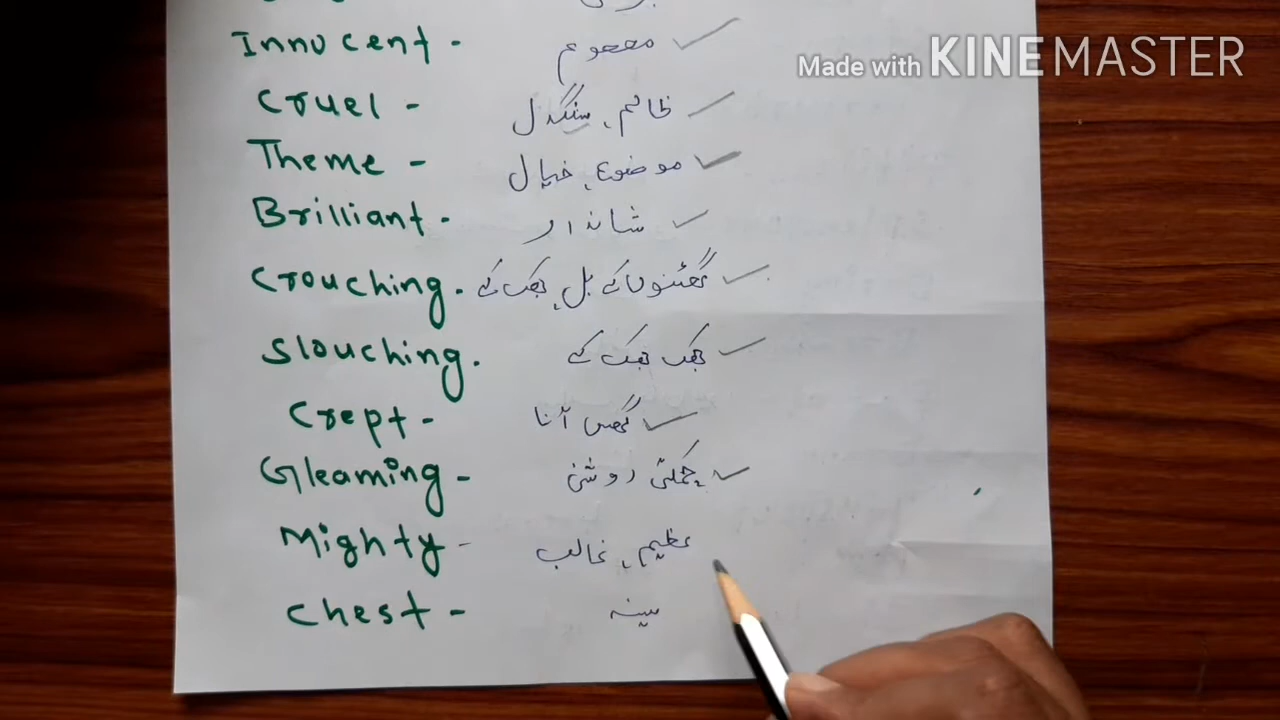 Innocent - معصوم
Made with KINEMASTER
Cruel - ظالم، سنگدل
Theme - موضوع، خیال
Brilliant - شاندار
Crouching - گھٹنوں کے بل، جھک کے
Slouching - جھک جھک کے
Crept - گھس آنا
Gleaming - چمکتی روشنی
Mighty - عظیم، غالب
Chest - سینہ